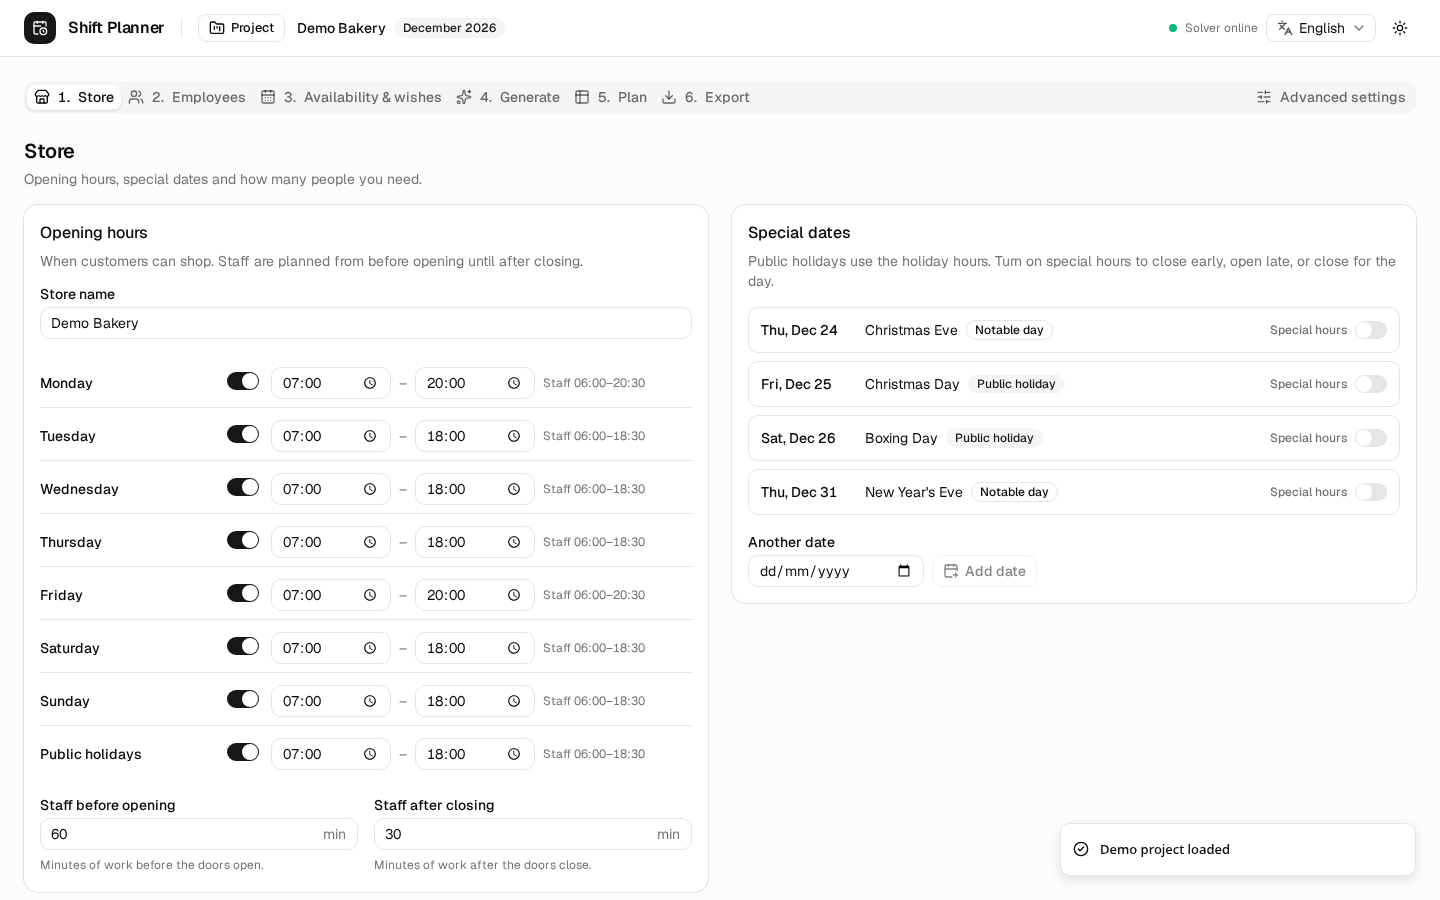 Shift Planner
Project
Demo Bakery
December 2026
Solver online
English
1. Store
2. Employees
3. Availability & wishes
4. Generate
5. Plan
6. Export
Advanced settings
Store
Opening hours, special dates and how many people you need.
Opening hours
When customers can shop. Staff are planned from before opening until after closing.
Store name
Demo Bakery
Monday 07:00 – 20:00 Staff 06:00–20:30
Tuesday 07:00 – 18:00 Staff 06:00–18:30
Wednesday 07:00 – 18:00 Staff 06:00–18:30
Thursday 07:00 – 18:00 Staff 06:00–18:30
Friday 07:00 – 20:00 Staff 06:00–20:30
Saturday 07:00 – 18:00 Staff 06:00–18:30
Sunday 07:00 – 18:00 Staff 06:00–18:30
Public holidays 07:00 – 18:00 Staff 06:00–18:30
Staff before opening
60 min
Minutes of work before the doors open.
Staff after closing
30 min
Minutes of work after the doors close.
Special dates
Public holidays use the holiday hours. Turn on special hours to close early, open late, or close for the
day.
Thu, Dec 24 Christmas Eve Notable day Special hours
Fri, Dec 25 Christmas Day Public holiday Special hours
Sat, Dec 26 Boxing Day Public holiday Special hours
Thu, Dec 31 New Year's Eve Notable day Special hours
Another date
dd/mm/yyyy
Add date
Demo project loaded